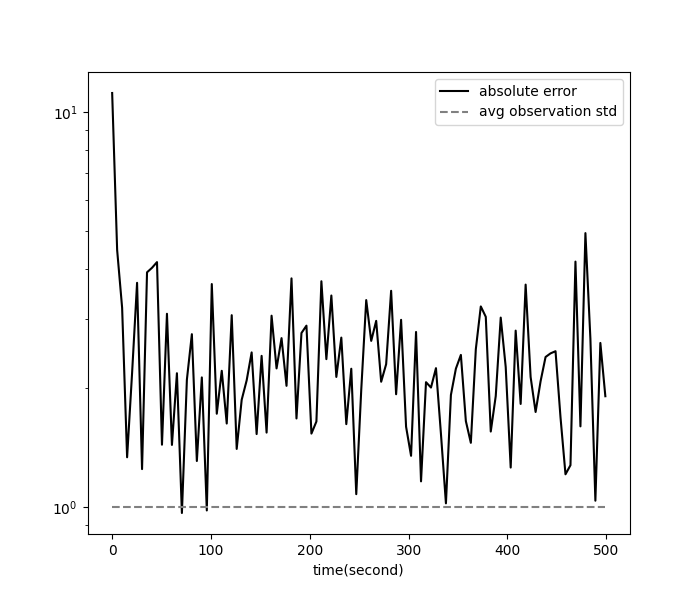 absolute error
avg observation std
10¹
10⁰
0 100 200 300 400 500
time(second)